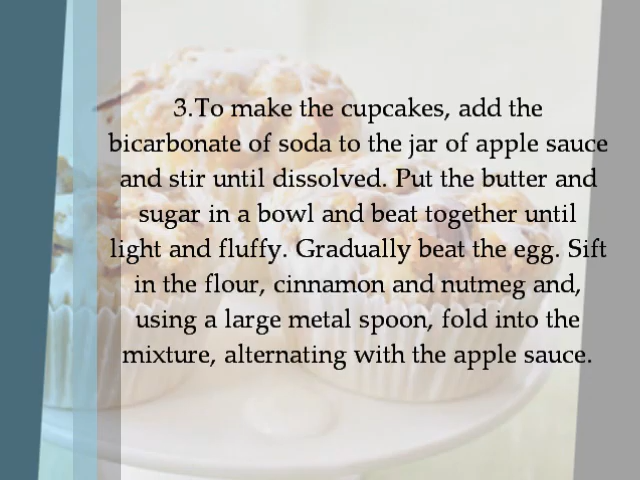 3.To make the cupcakes, add the
bicarbonate of soda to the jar of apple sauce
and stir until dissolved. Put the butter and
sugar in a bowl and beat together until
light and fluffy. Gradually beat the egg. Sift
in the flour, cinnamon and nutmeg and,
using a large metal spoon, fold into the
mixture, alternating with the apple sauce.